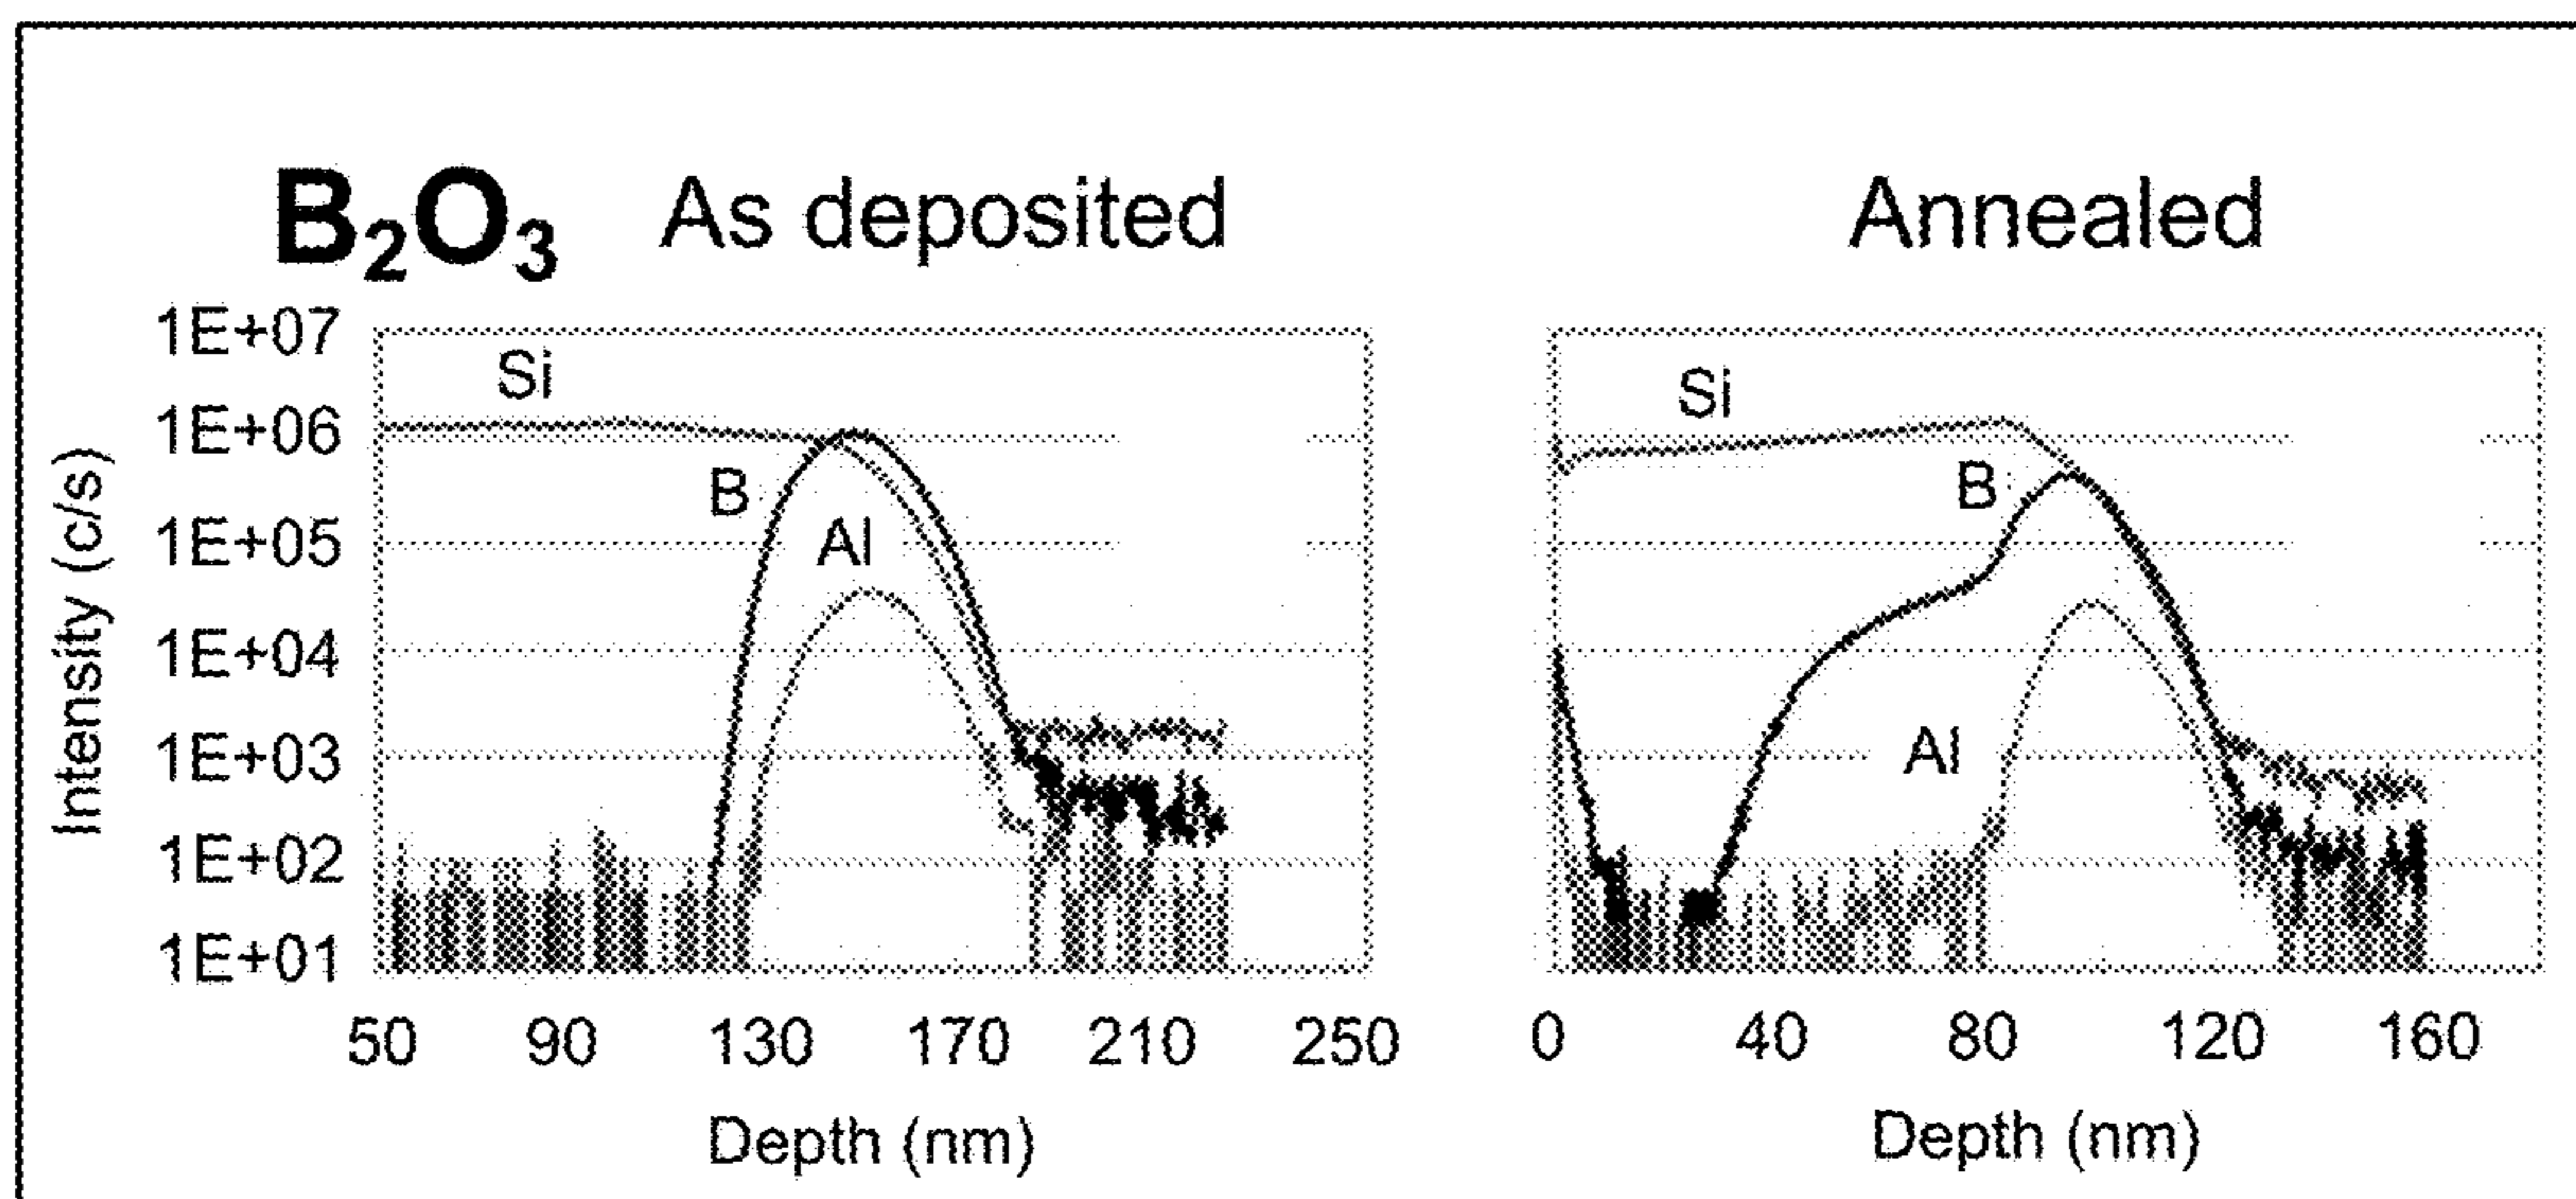 B₂O₃ As deposited
Annealed
1E+07
1E+06
1E+05
1E+04
1E+03
1E+02
1E+01
Intensity (c/s)
Si
B
Al
50 90 130 170 210 250
Depth (nm)
Si
B
Al
0 40 80 120 160
Depth (nm)